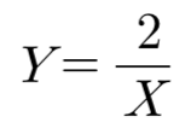 Y = 2/X